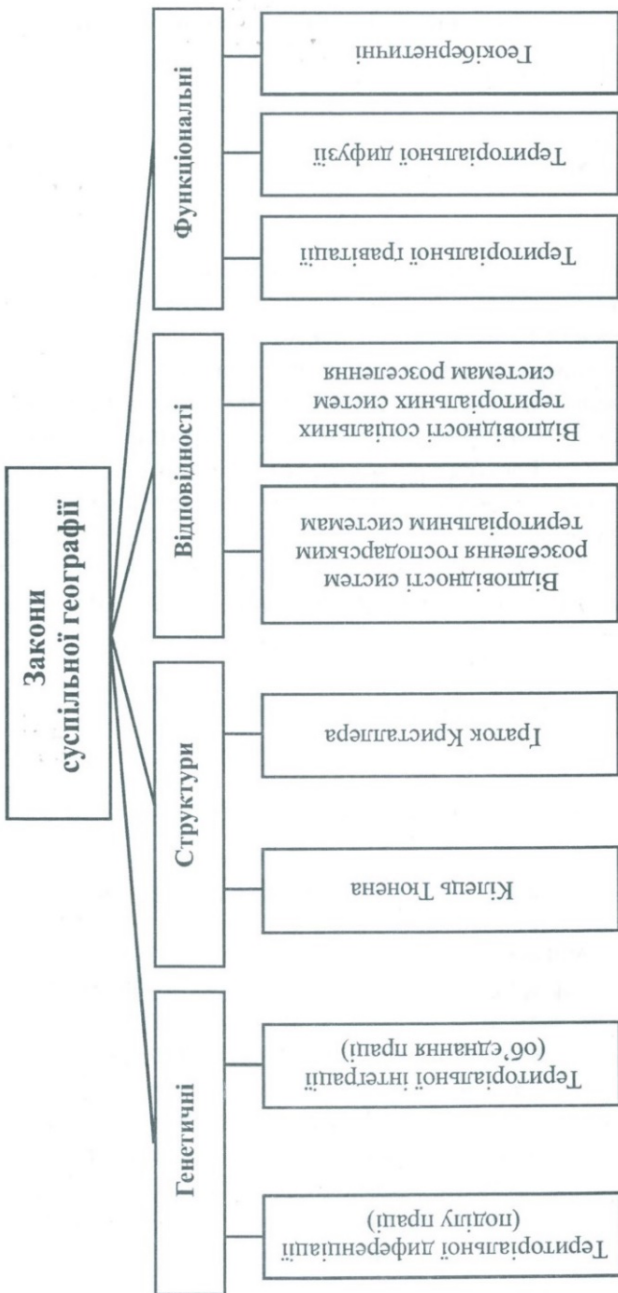 Закони
суспільної географії
Генетичні
Територіальної диференціації
(поділу праці)
Територіальної інтеграції
(об’єднання праці)
Структури
Кілець Тюнена
Ґраток Кристаллера
Відповідності
Відповідності систем
розселення господарським
територіальним системам
Відповідності соціальних
територіальних систем
системам розселення
Функціональні
Територіальної гравітації
Територіальної дифузії
Геокібернетичні